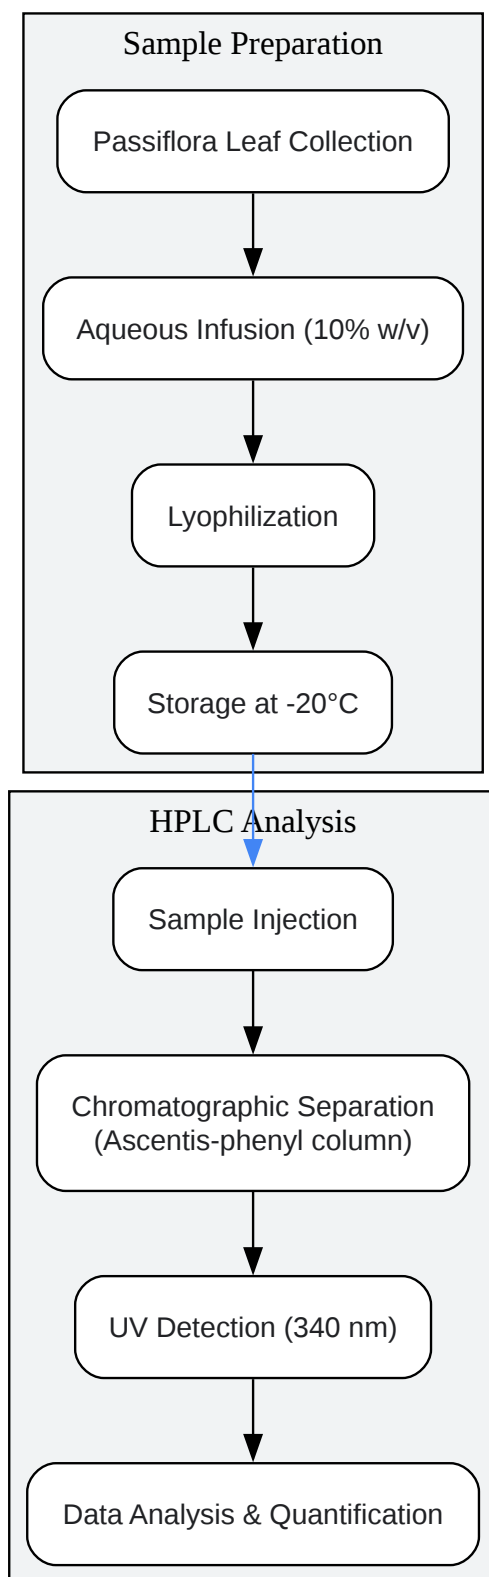 Sample Preparation
Passiflora Leaf Collection
Aqueous Infusion (10% w/v)
Lyophilization
Storage at -20°C
HPLC Analysis
Sample Injection
Chromatographic Separation
(Ascentis-phenyl column)
UV Detection (340 nm)
Data Analysis & Quantification